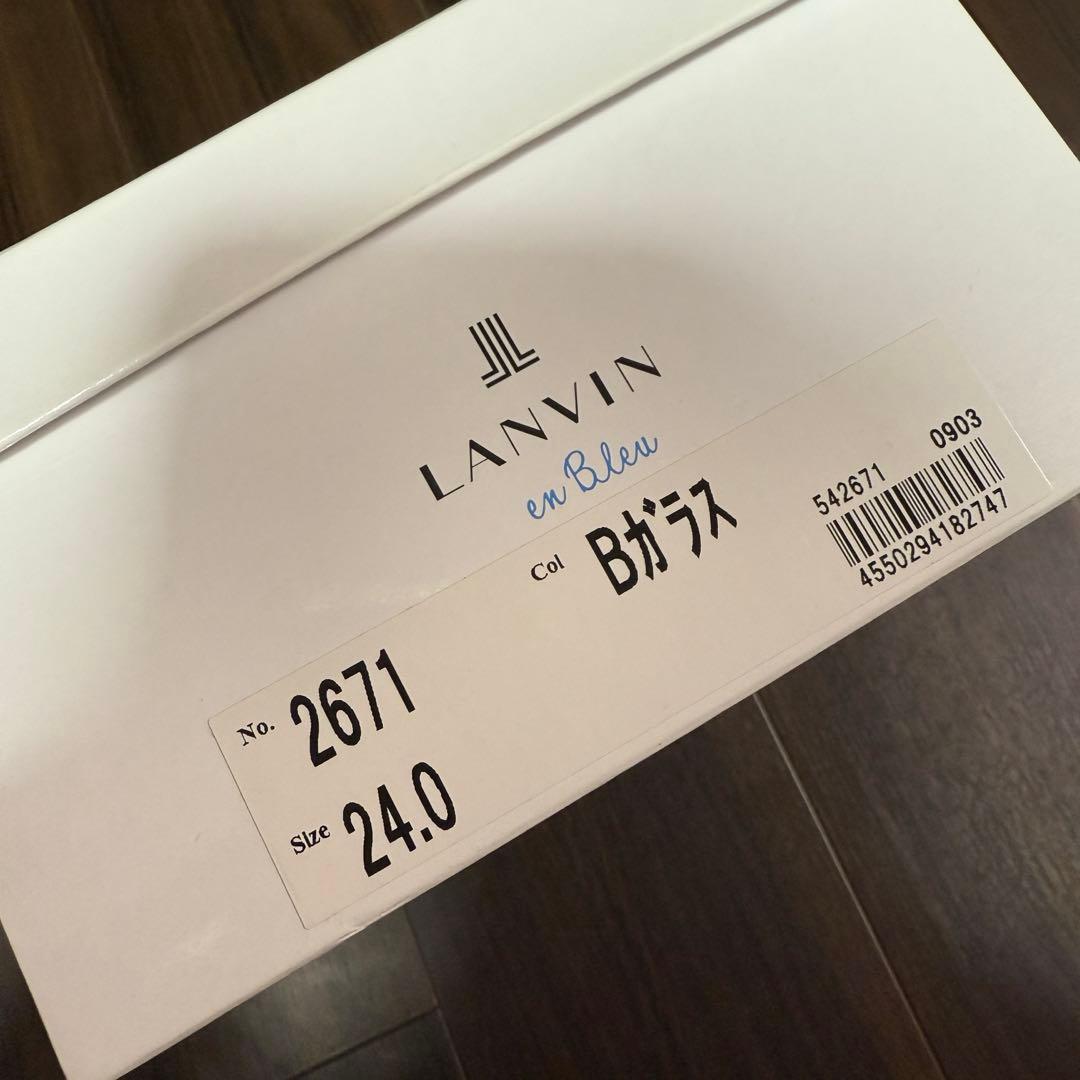 LANVIN
en Bleu
No. 2671
Col Bガラス
Size 24.0
542671 0903
4550294182747